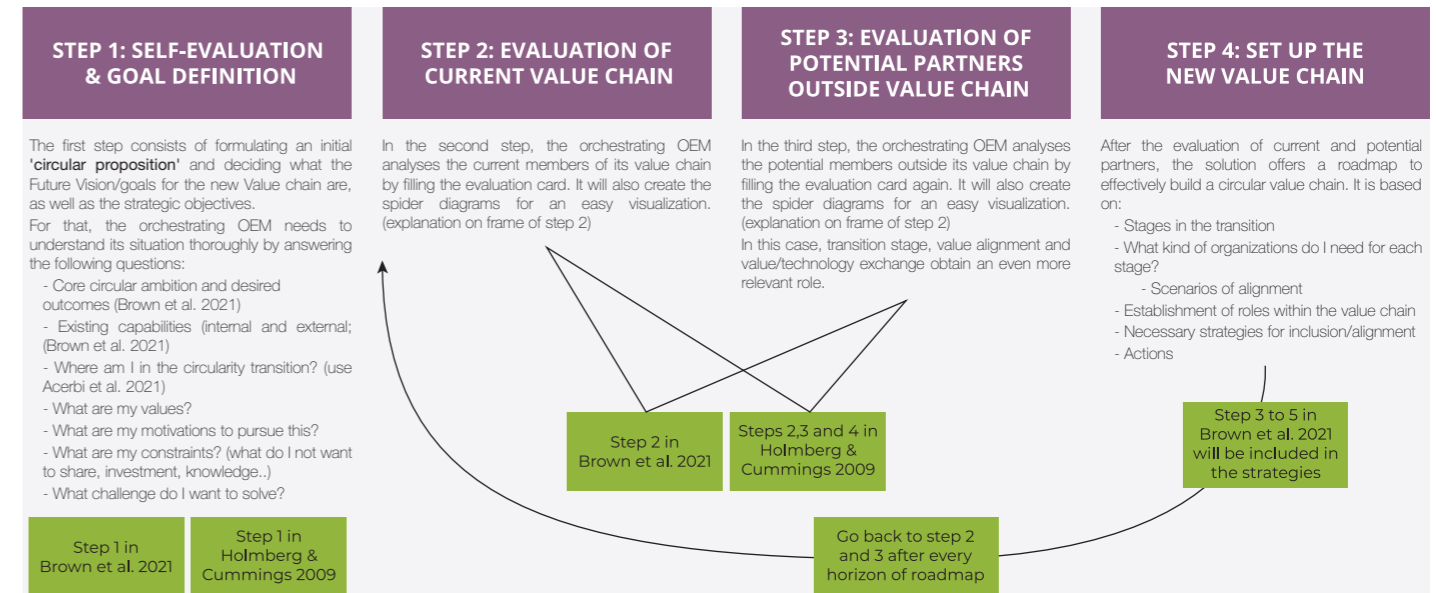 STEP 1: SELF-EVALUATION
& GOAL DEFINITION
The first step consists of formulating an initial
'circular proposition' and deciding what the
Future Vision/goals for the new Value chain are,
as well as the strategic objectives.
For that, the orchestrating OEM needs to
understand its situation thoroughly by answering
the following questions:
- Core circular ambition and desired
outcomes (Brown et al. 2021)
- Existing capabilities (internal and external;
(Brown et al. 2021)
- Where am I in the circularity transition? (use
Acerbi et al. 2021)
- What are my values?
- What are my motivations to pursue this?
- What are my constraints? (what do I not want
to share, investment, knowledge..)
- What challenge do I want to solve?
Step 1 in
Brown et al. 2021
Step 1 in
Holmberg &
Cummings 2009
STEP 2: EVALUATION OF
CURRENT VALUE CHAIN
In the second step, the orchestrating OEM
analyses the current members of its value chain
by filling the evaluation card. It will also create the
spider diagrams for an easy visualization.
(explanation on frame of step 2)
STEP 3: EVALUATION OF
POTENTIAL PARTNERS
OUTSIDE VALUE CHAIN
In the third step, the orchestrating OEM analyses
the potential members outside its value chain by
filling the evaluation card again. It will also create
the spider diagrams for an easy visualization.
(explanation on frame of step 2)
In this case, transition stage, value alignment and
value/technology exchange obtain an even more
relevant role.
Step 2 in
Brown et al. 2021
Steps 2,3 and 4 in
Holmberg &
Cummings 2009
STEP 4: SET UP THE
NEW VALUE CHAIN
After the evaluation of current and potential
partners, the solution offers a roadmap to
effectively build a circular value chain. It is based
on:
- Stages in the transition
- What kind of organizations do I need for each
stage?
- Scenarios of alignment
- Establishment of roles within the value chain
- Necessary strategies for inclusion/alignment
- Actions
Step 3 to 5 in
Brown et al. 2021
will be included in
the strategies
Go back to step 2
and 3 after every
horizon of roadmap